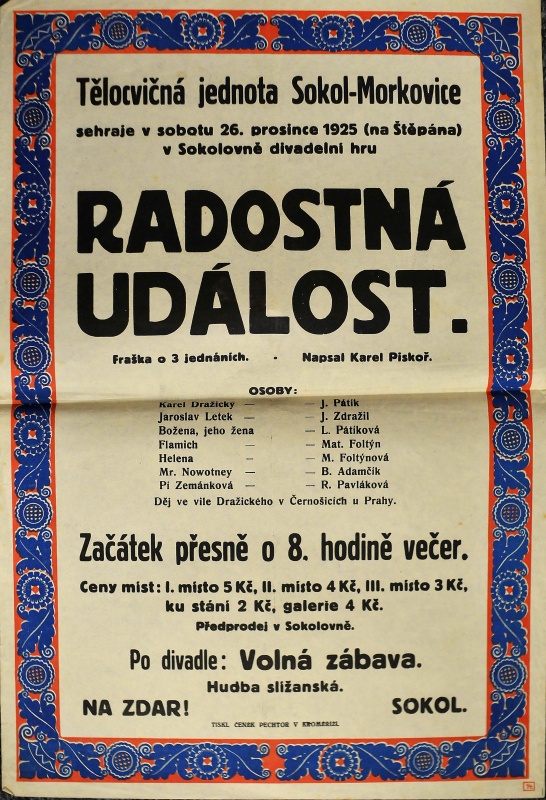 Tělocvičná jednota Sokol-Morkovice
sehraje v sobotu 26. prosince 1925 (na Štěpána)
v Sokolovně divadelní hru
RADOSTNÁ
UDÁLOST.
Fraška o 3 jednáních. - Napsal Karel Piskoř.
OSOBY:
Karel Dražický — — J. Pátík
Jaroslav Letek — — J. Zdražil
Božena, jeho žena — L. Pátíková
Flamich — — Mat. Foltýn
Helena — — M. Foltýnová
Mr. Nowotney — — B. Adamčík
Pí Zemánková — — R. Pavláková
Děj ve vile Dražického v Černošicích u Prahy.
Začátek přesně o 8. hodině večer.
Ceny míst: I. místo 5 Kč, II. místo 4 Kč, III. místo 3 Kč,
ku stání 2 Kč, galerie 4 Kč.
Předprodej v Sokolovně.
Po divadle: Volná zábava.
Hudba slížanská.
NA ZDAR! SOKOL.
TISKL ČENĚK PECHTOR V KROMĚŘÍŽI.